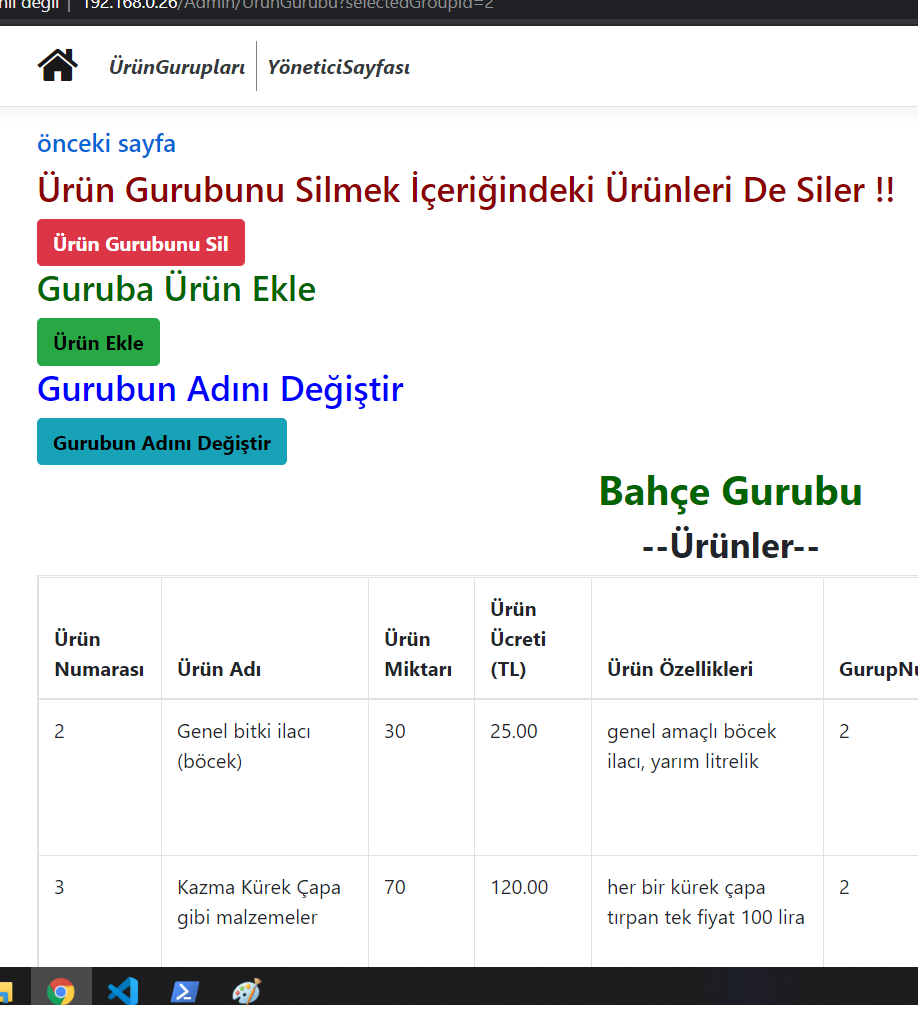 değil | 192.168.0.26/Admin/UrunGurubu?selectedGroupId=2
ÜrünGurupları | YöneticiSayfası
önceki sayfa
Ürün Gurubunu Silmek İçeriğindeki Ürünleri De Siler !!
Ürün Gurubunu Sil
Guruba Ürün Ekle
Ürün Ekle
Gurubun Adını Değiştir
Gurubun Adını Değiştir
Bahçe Gurubu
--Ürünler--
Ürün Numarası Ürün Adı Ürün Miktarı Ürün Ücreti (TL) Ürün Özellikleri GurupNu
2 Genel bitki ilacı (böcek) 30 25.00 genel amaçlı böcek ilacı, yarım litrelik 2
3 Kazma Kürek Çapa gibi malzemeler 70 120.00 her bir kürek çapa tırpan tek fiyat 100 lira 2